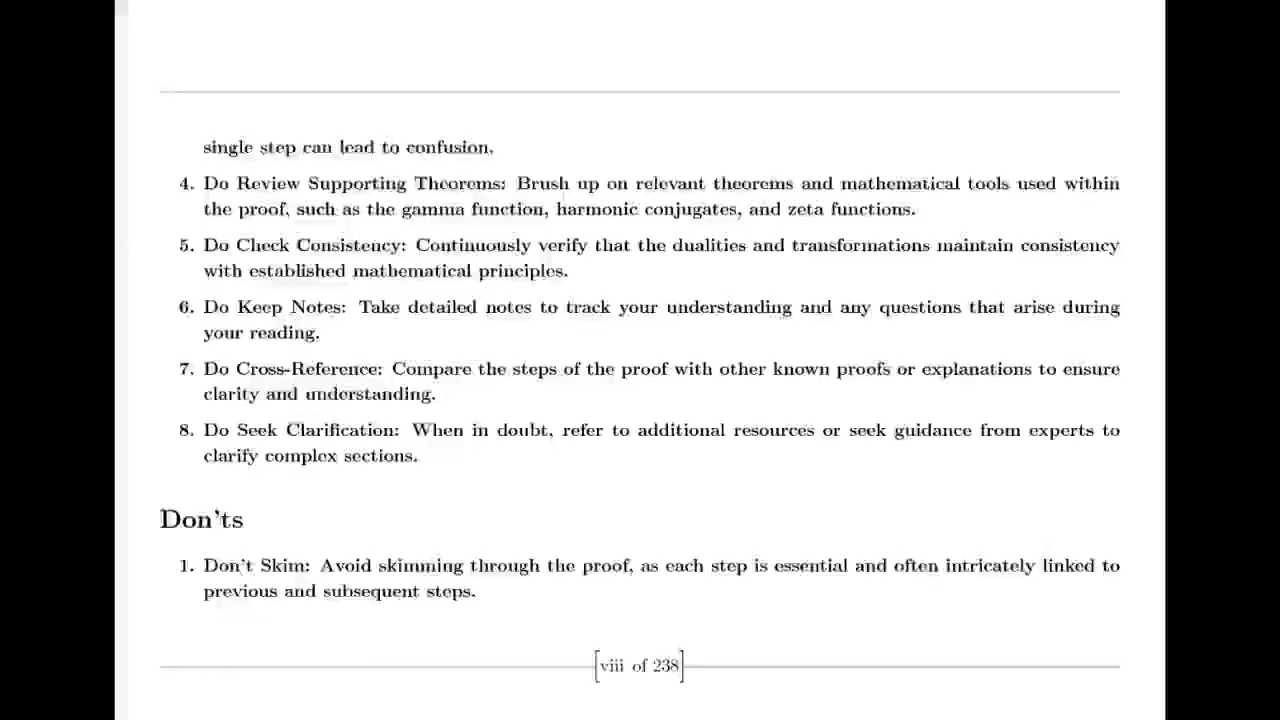 single step can lead to confusion.
4. Do Review Supporting Theorems: Brush up on relevant theorems and mathematical tools used within
the proof, such as the gamma function, harmonic conjugates, and zeta functions.
5. Do Check Consistency: Continuously verify that the dualities and transformations maintain consistency
with established mathematical principles.
6. Do Keep Notes: Take detailed notes to track your understanding and any questions that arise during
your reading.
7. Do Cross-Reference: Compare the steps of the proof with other known proofs or explanations to ensure
clarity and understanding.
8. Do Seek Clarification: When in doubt, refer to additional resources or seek guidance from experts to
clarify complex sections.
Don'ts
1. Don't Skim: Avoid skimming through the proof, as each step is essential and often intricately linked to
previous and subsequent steps.
[viii of 238]